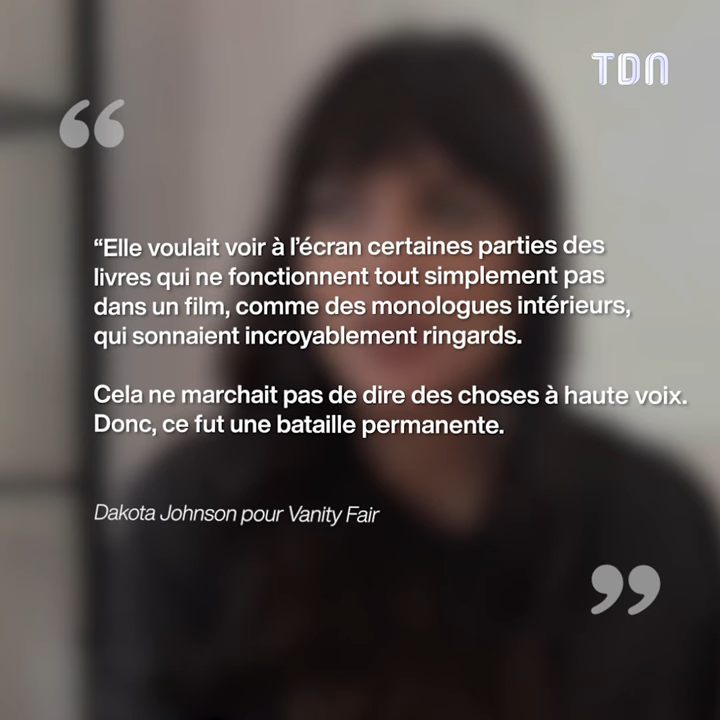 TDN
“
“Elle voulait voir à l’écran certaines parties des
livres qui ne fonctionnent tout simplement pas
dans un film, comme des monologues intérieurs,
qui sonnaient incroyablement ringards.
Cela ne marchait pas de dire des choses à haute voix.
Donc, ce fut une bataille permanente.
Dakota Johnson pour Vanity Fair
”